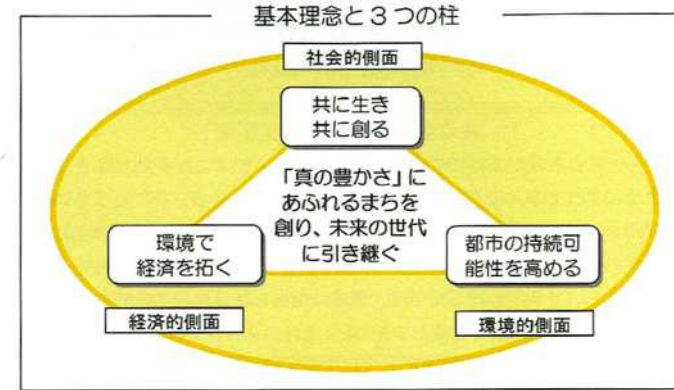 基本理念と3つの柱
社会的側面
共に生き
共に創る
「真の豊かさ」に
あふれるまちを
創り、未来の世代
に引き継ぐ
環境で
経済を拓く
都市の持続可
能性を高める
経済的側面
環境的側面